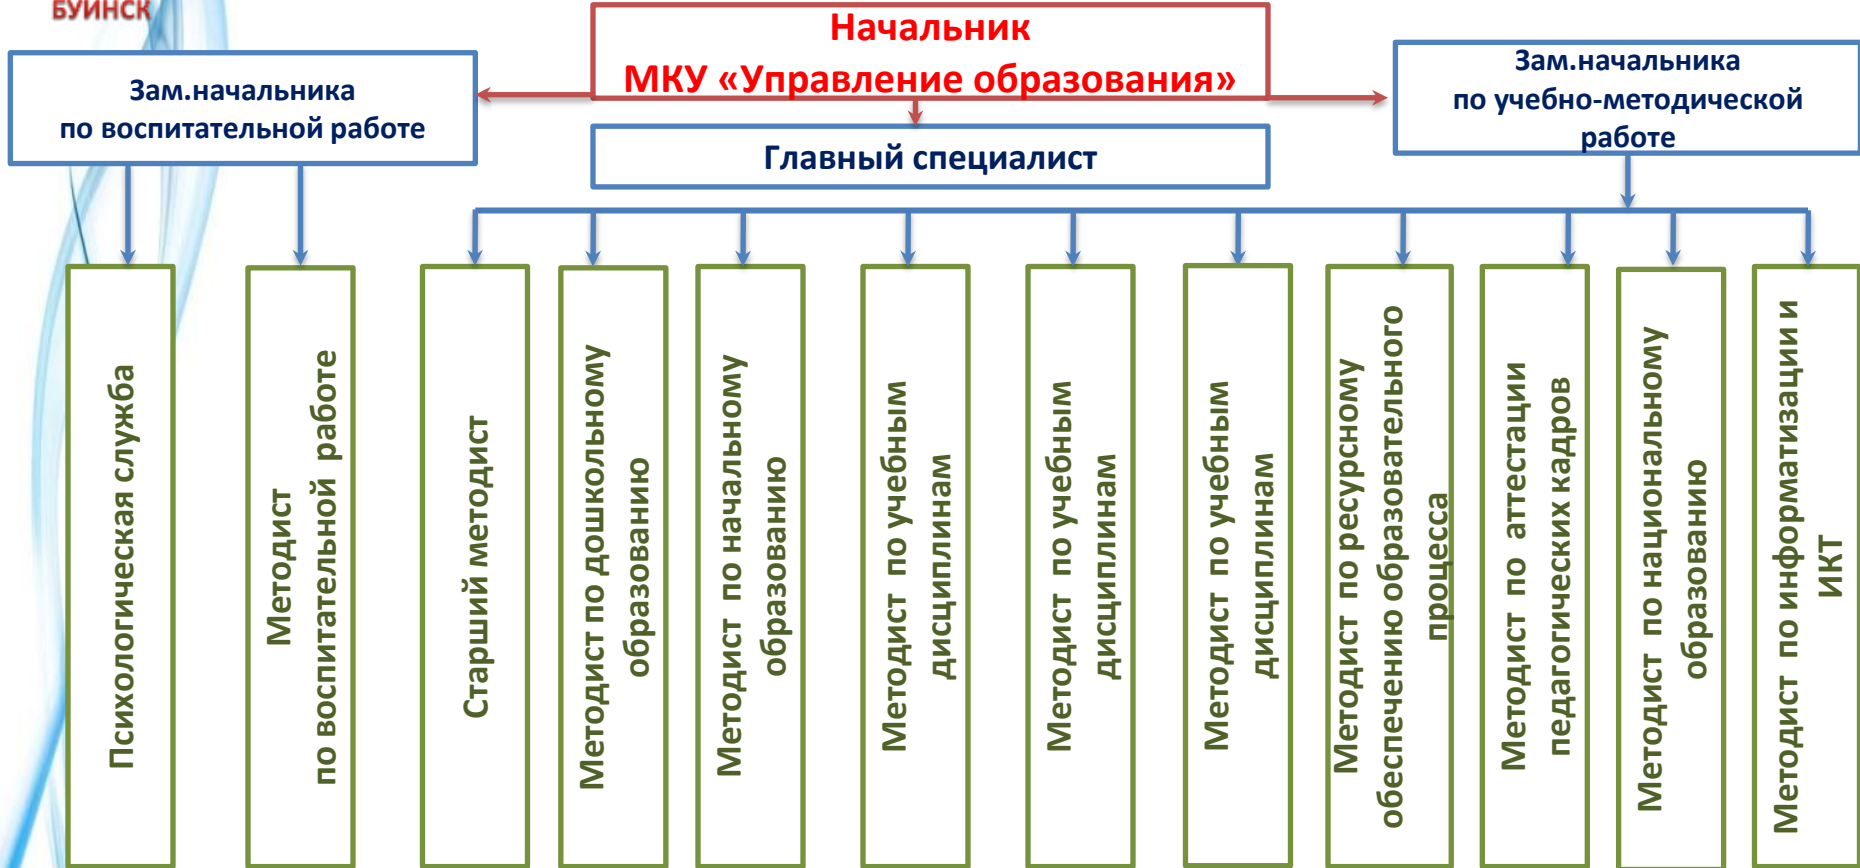 БУИНСК
Начальник
МКУ «Управление образования»
Зам.начальника
по воспитательной работе
Зам.начальника
по учебно-методической
работе
Главный специалист
Психологическая служба
Методист
по воспитательной работе
Старший методист
Методист по дошкольному
образованию
Методист по начальному
образованию
Методист по учебным
дисциплинам
Методист по учебным
дисциплинам
Методист по учебным
дисциплинам
Методист по ресурсному
обеспечению образовательного
процесса
Методист по аттестации
педагогических кадров
Методист по национальному
образованию
Методист по информатизации и
ИКТ